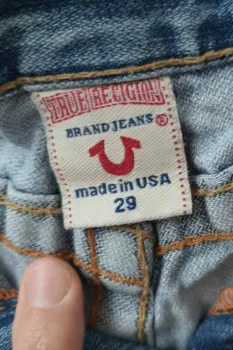 TRUE RELIGION
BRAND JEANS®
made in USA
29